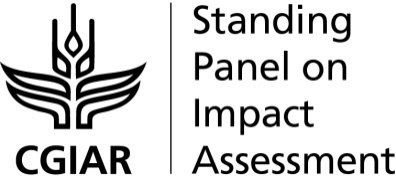 CGIAR
Standing
Panel on
Impact
Assessment